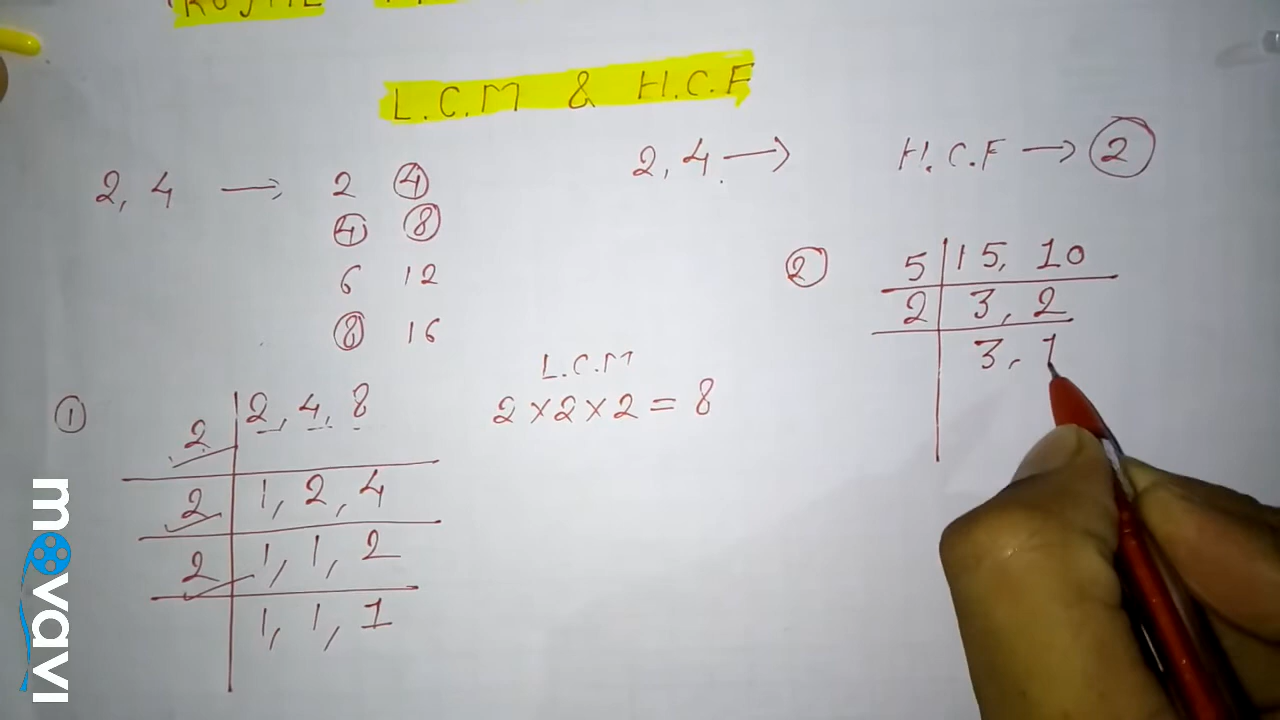 L.C.M & H.C.F
2, 4 → 2 ④
④ ⑧
6 12
⑧ 16
2, 4. → H.C.F → ②
① 2 | 2, 4, 8
2 | 1, 2, 4
2 | 1, 1, 2
1, 1, 1
L.C.M
2×2×2 = 8
② 5 | 15, 10
2 | 3, 2
3, 1
movavi